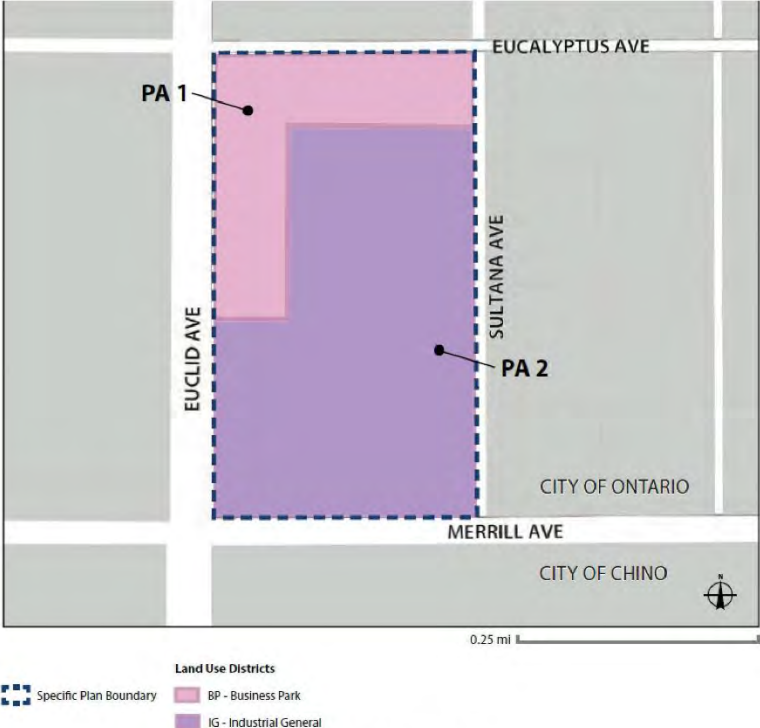 EUCALYPTUS AVE
PA 1
SULTANA AVE
EUCLID AVE
PA 2
CITY OF ONTARIO
MERRILL AVE
CITY OF CHINO
N
0.25 mi
Land Use Districts
Specific Plan Boundary
BP - Business Park
IG - Industrial General